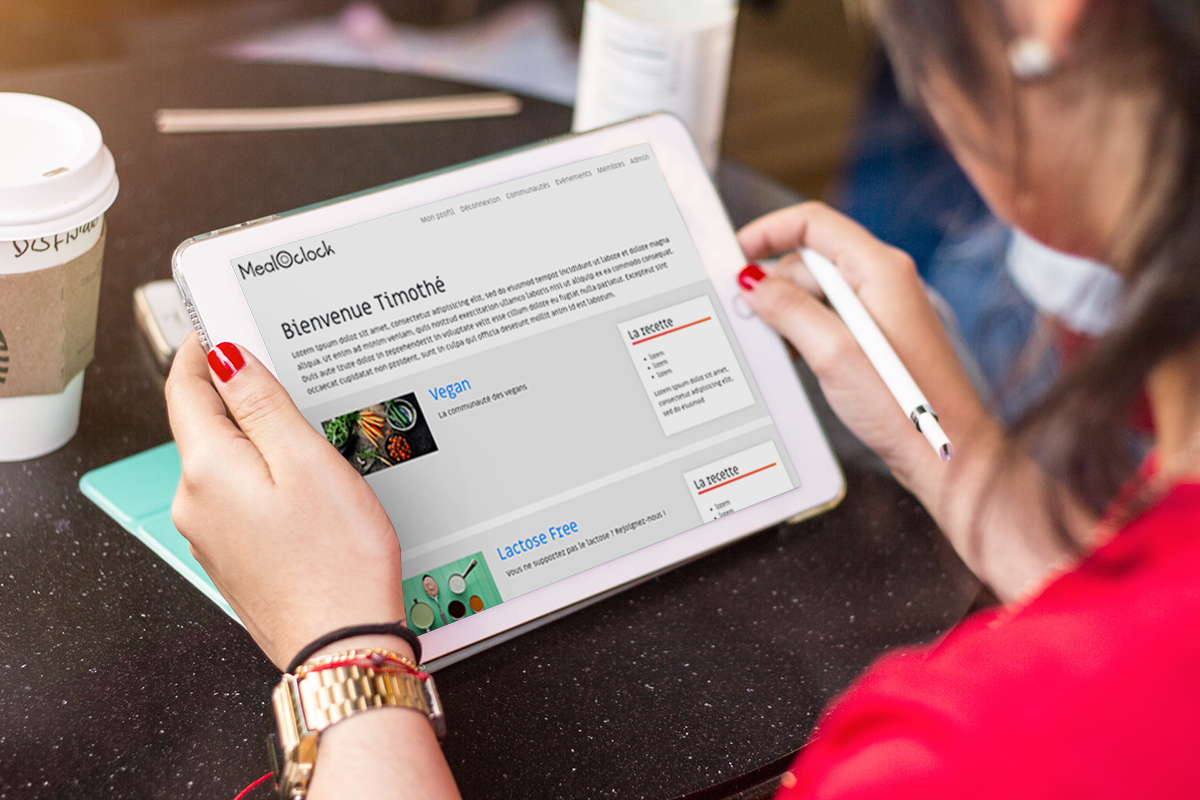 Mon profil Déconnexion Communautés Evènements Membres Admin
MealOclock
Bienvenue Timothé
Lorem ipsum dolor sit amet, consectetur adipisicing elit, sed do eiusmod tempor incididunt ut labore et dolore magna
aliqua. Ut enim ad minim veniam, quis nostrud exercitation ullamco laboris nisi ut aliquip ex ea commodo consequat.
Duis aute irure dolor in reprehenderit in voluptate velit esse cillum dolore eu fugiat nulla pariatur. Excepteur sint
occaecat cupidatat non proident, sunt in culpa qui officia deserunt mollit anim id est laborum.
Vegan
La communauté des vegans
La recette
lorem
lorem
lorem
Lorem ipsum dolor sit amet,
consectetur adipisicing elit,
sed do eiusmod
Lactose Free
Vous ne supportez pas le lactose ? Rejoignez-nous !
La recette
lorem
lorem